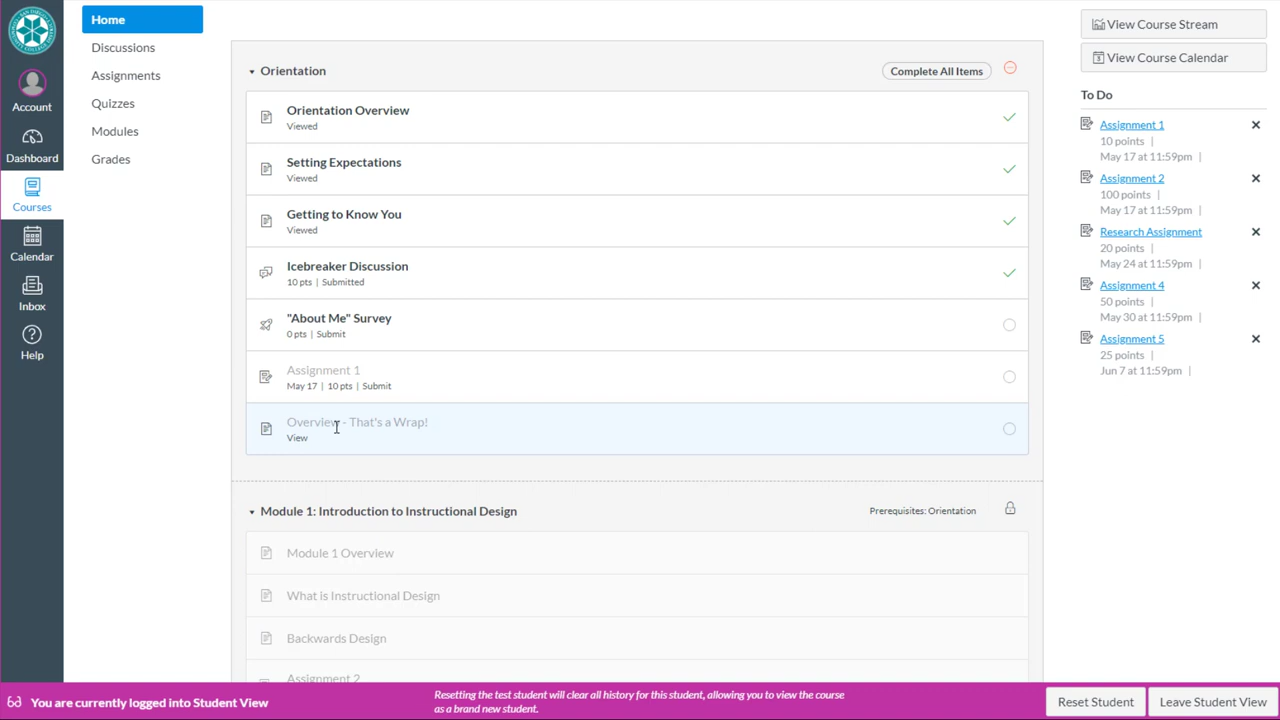 Account
Dashboard
Courses
Calendar
Inbox
Help
Home
Discussions
Assignments
Quizzes
Modules
Grades
Orientation
Complete All Items
Orientation Overview
Viewed
Setting Expectations
Viewed
Getting to Know You
Viewed
Icebreaker Discussion
10 pts | Submitted
"About Me" Survey
0 pts | Submit
Assignment 1
May 17 | 10 pts | Submit
Overview - That's a Wrap!
View
Module 1: Introduction to Instructional Design
Prerequisites: Orientation
Module 1 Overview
What is Instructional Design
Backwards Design
Assignment 2
View Course Stream
View Course Calendar
To Do
Assignment 1
10 points |
May 17 at 11:59pm |
Assignment 2
100 points |
May 17 at 11:59pm |
Research Assignment
20 points |
May 24 at 11:59pm |
Assignment 4
50 points |
May 30 at 11:59pm |
Assignment 5
25 points |
Jun 7 at 11:59pm |
You are currently logged into Student View
Resetting the test student will clear all history for this student, allowing you to view the course
as a brand new student.
Reset Student
Leave Student View